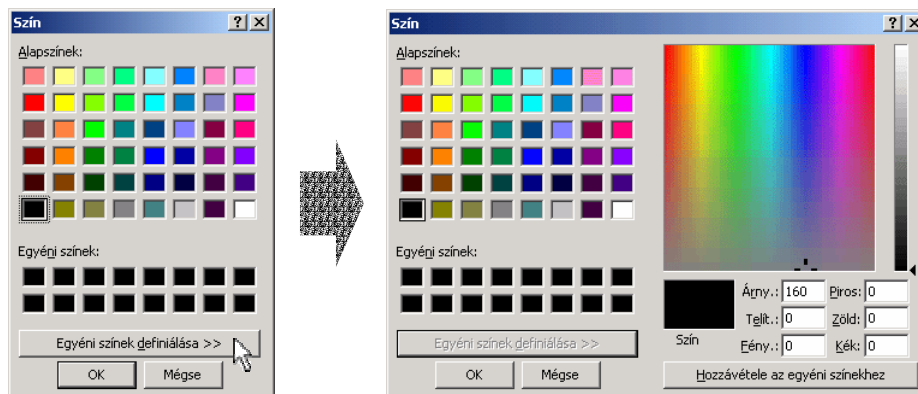 Szín
Alapszínek:
Egyéni színek:
Egyéni színek definiálása >>
OK Mégse
Szín
Alapszínek:
Egyéni színek:
Egyéni színek definiálása >>
OK Mégse
Árny.: 160 Piros: 0
Telít.: 0 Zöld: 0
Szín Fény.: 0 Kék: 0
Hozzávétele az egyéni színekhez